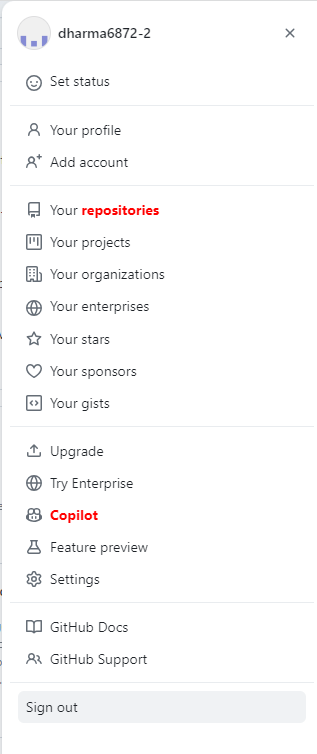 dharma6872-2
Set status
Your profile
Add account
Your repositories
Your projects
Your organizations
Your enterprises
Your stars
Your sponsors
Your gists
Upgrade
Try Enterprise
Copilot
Feature preview
Settings
GitHub Docs
GitHub Support
Sign out